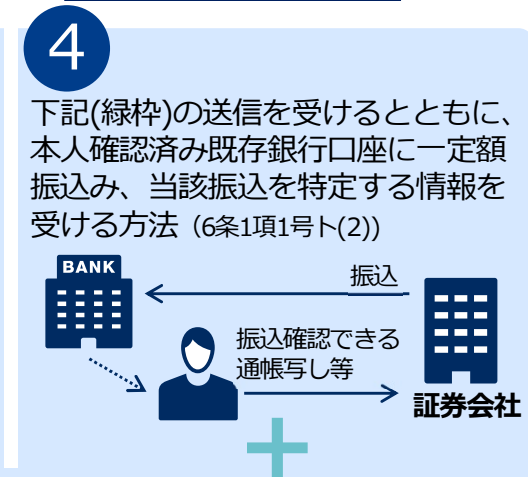 4
下記(緑枠)の送信を受けるとともに、
本人確認済み既存銀行口座に一定額
振込み、当該振込を特定する情報を
受ける方法（6条1項1号ト(2))
BANK
振込
振込確認できる
通帳写し等
証券会社